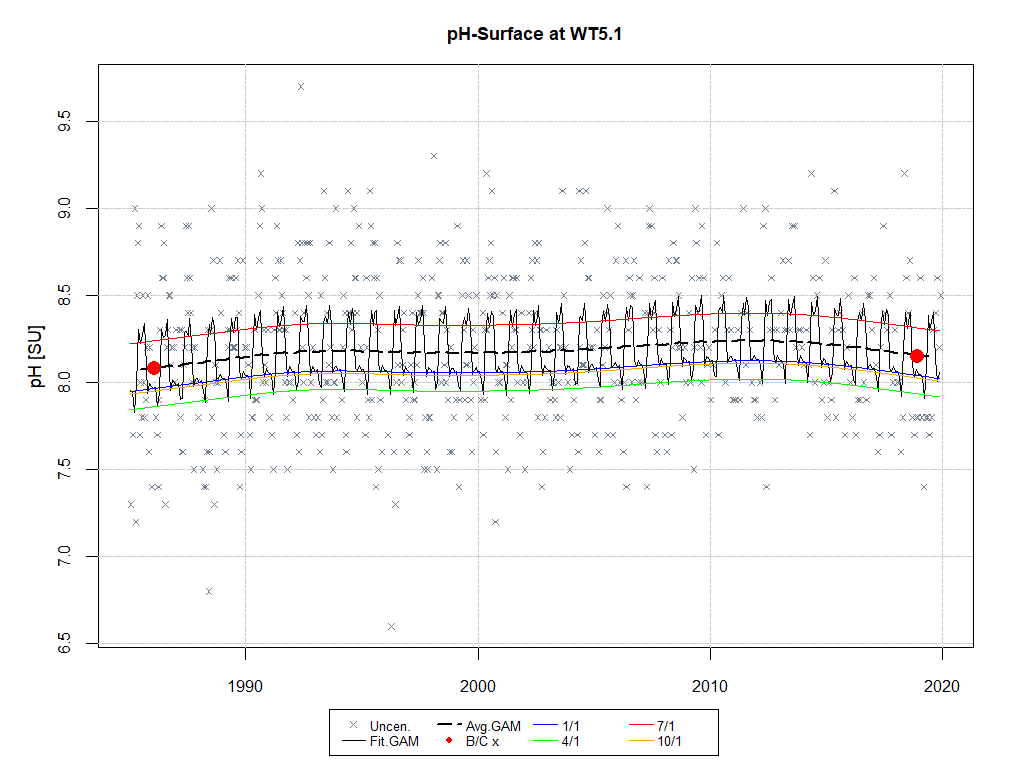 pH-Surface at WT5.1
pH [SU]
9.5
9.0
8.5
8.0
7.5
7.0
6.5
1990 2000 2010 2020
Uncen. Avg.GAM 1/1 7/1
Fit.GAM B/C x 4/1 10/1